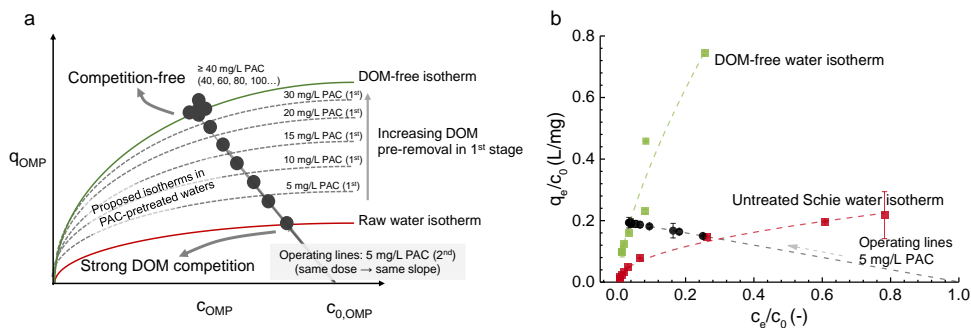 a
≥ 40 mg/L PAC
(40, 60, 80, 100…)
Competition-free
DOM-free isotherm
30 mg/L PAC (1st)
20 mg/L PAC (1st)
15 mg/L PAC (1st)
Increasing DOM
pre-removal in 1st stage
10 mg/L PAC (1st)
5 mg/L PAC (1st)
qOMP
Proposed isotherms in
PAC-pretreated waters
Raw water isotherm
Strong DOM competition
Operating lines: 5 mg/L PAC (2nd)
(same dose → same slope)
cOMP
c0,OMP
b
0.8
0.6
0.4
0.2
0.0
qe/c0 (L/mg)
DOM-free water isotherm
Untreated Schie water isotherm
Operating lines
5 mg/L PAC
0.0 0.2 0.4 0.6 0.8 1.0
ce/c0 (-)